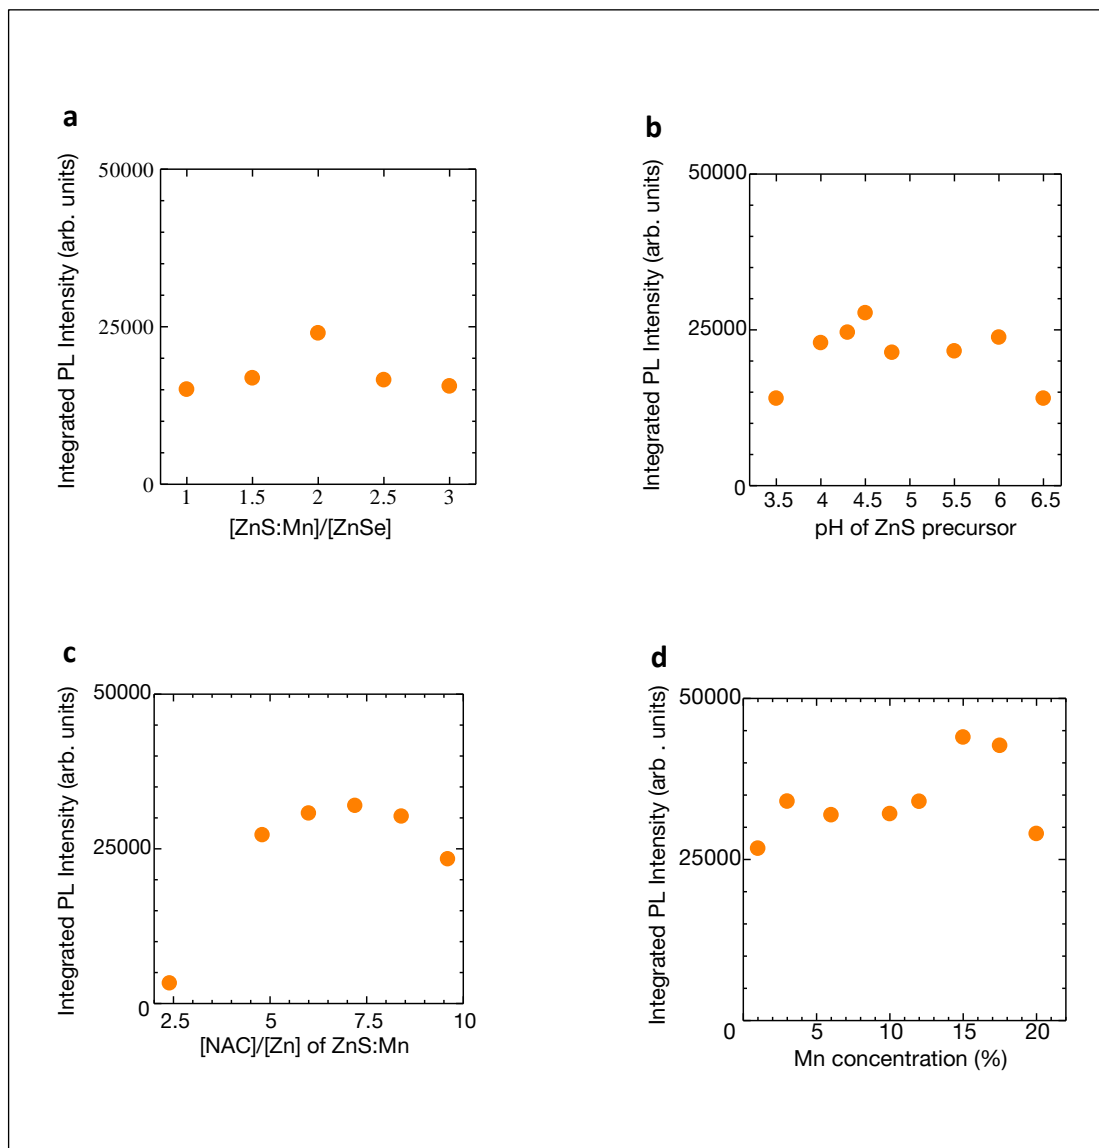 a
Integrated PL Intensity (arb. units)
50000
25000
0
1 1.5 2 2.5 3
[ZnS:Mn]/[ZnSe]
b
Integrated PL Intensity (arb. units)
50000
25000
0
3.5 4 4.5 5 5.5 6 6.5
pH of ZnS precursor
c
Integrated PL Intensity (arb. units)
50000
25000
0
2.5 5 7.5 10
[NAC]/[Zn] of ZnS:Mn
d
Integrated PL Intensity (arb . units)
50000
25000
0 5 10 15 20
Mn concentration (%)